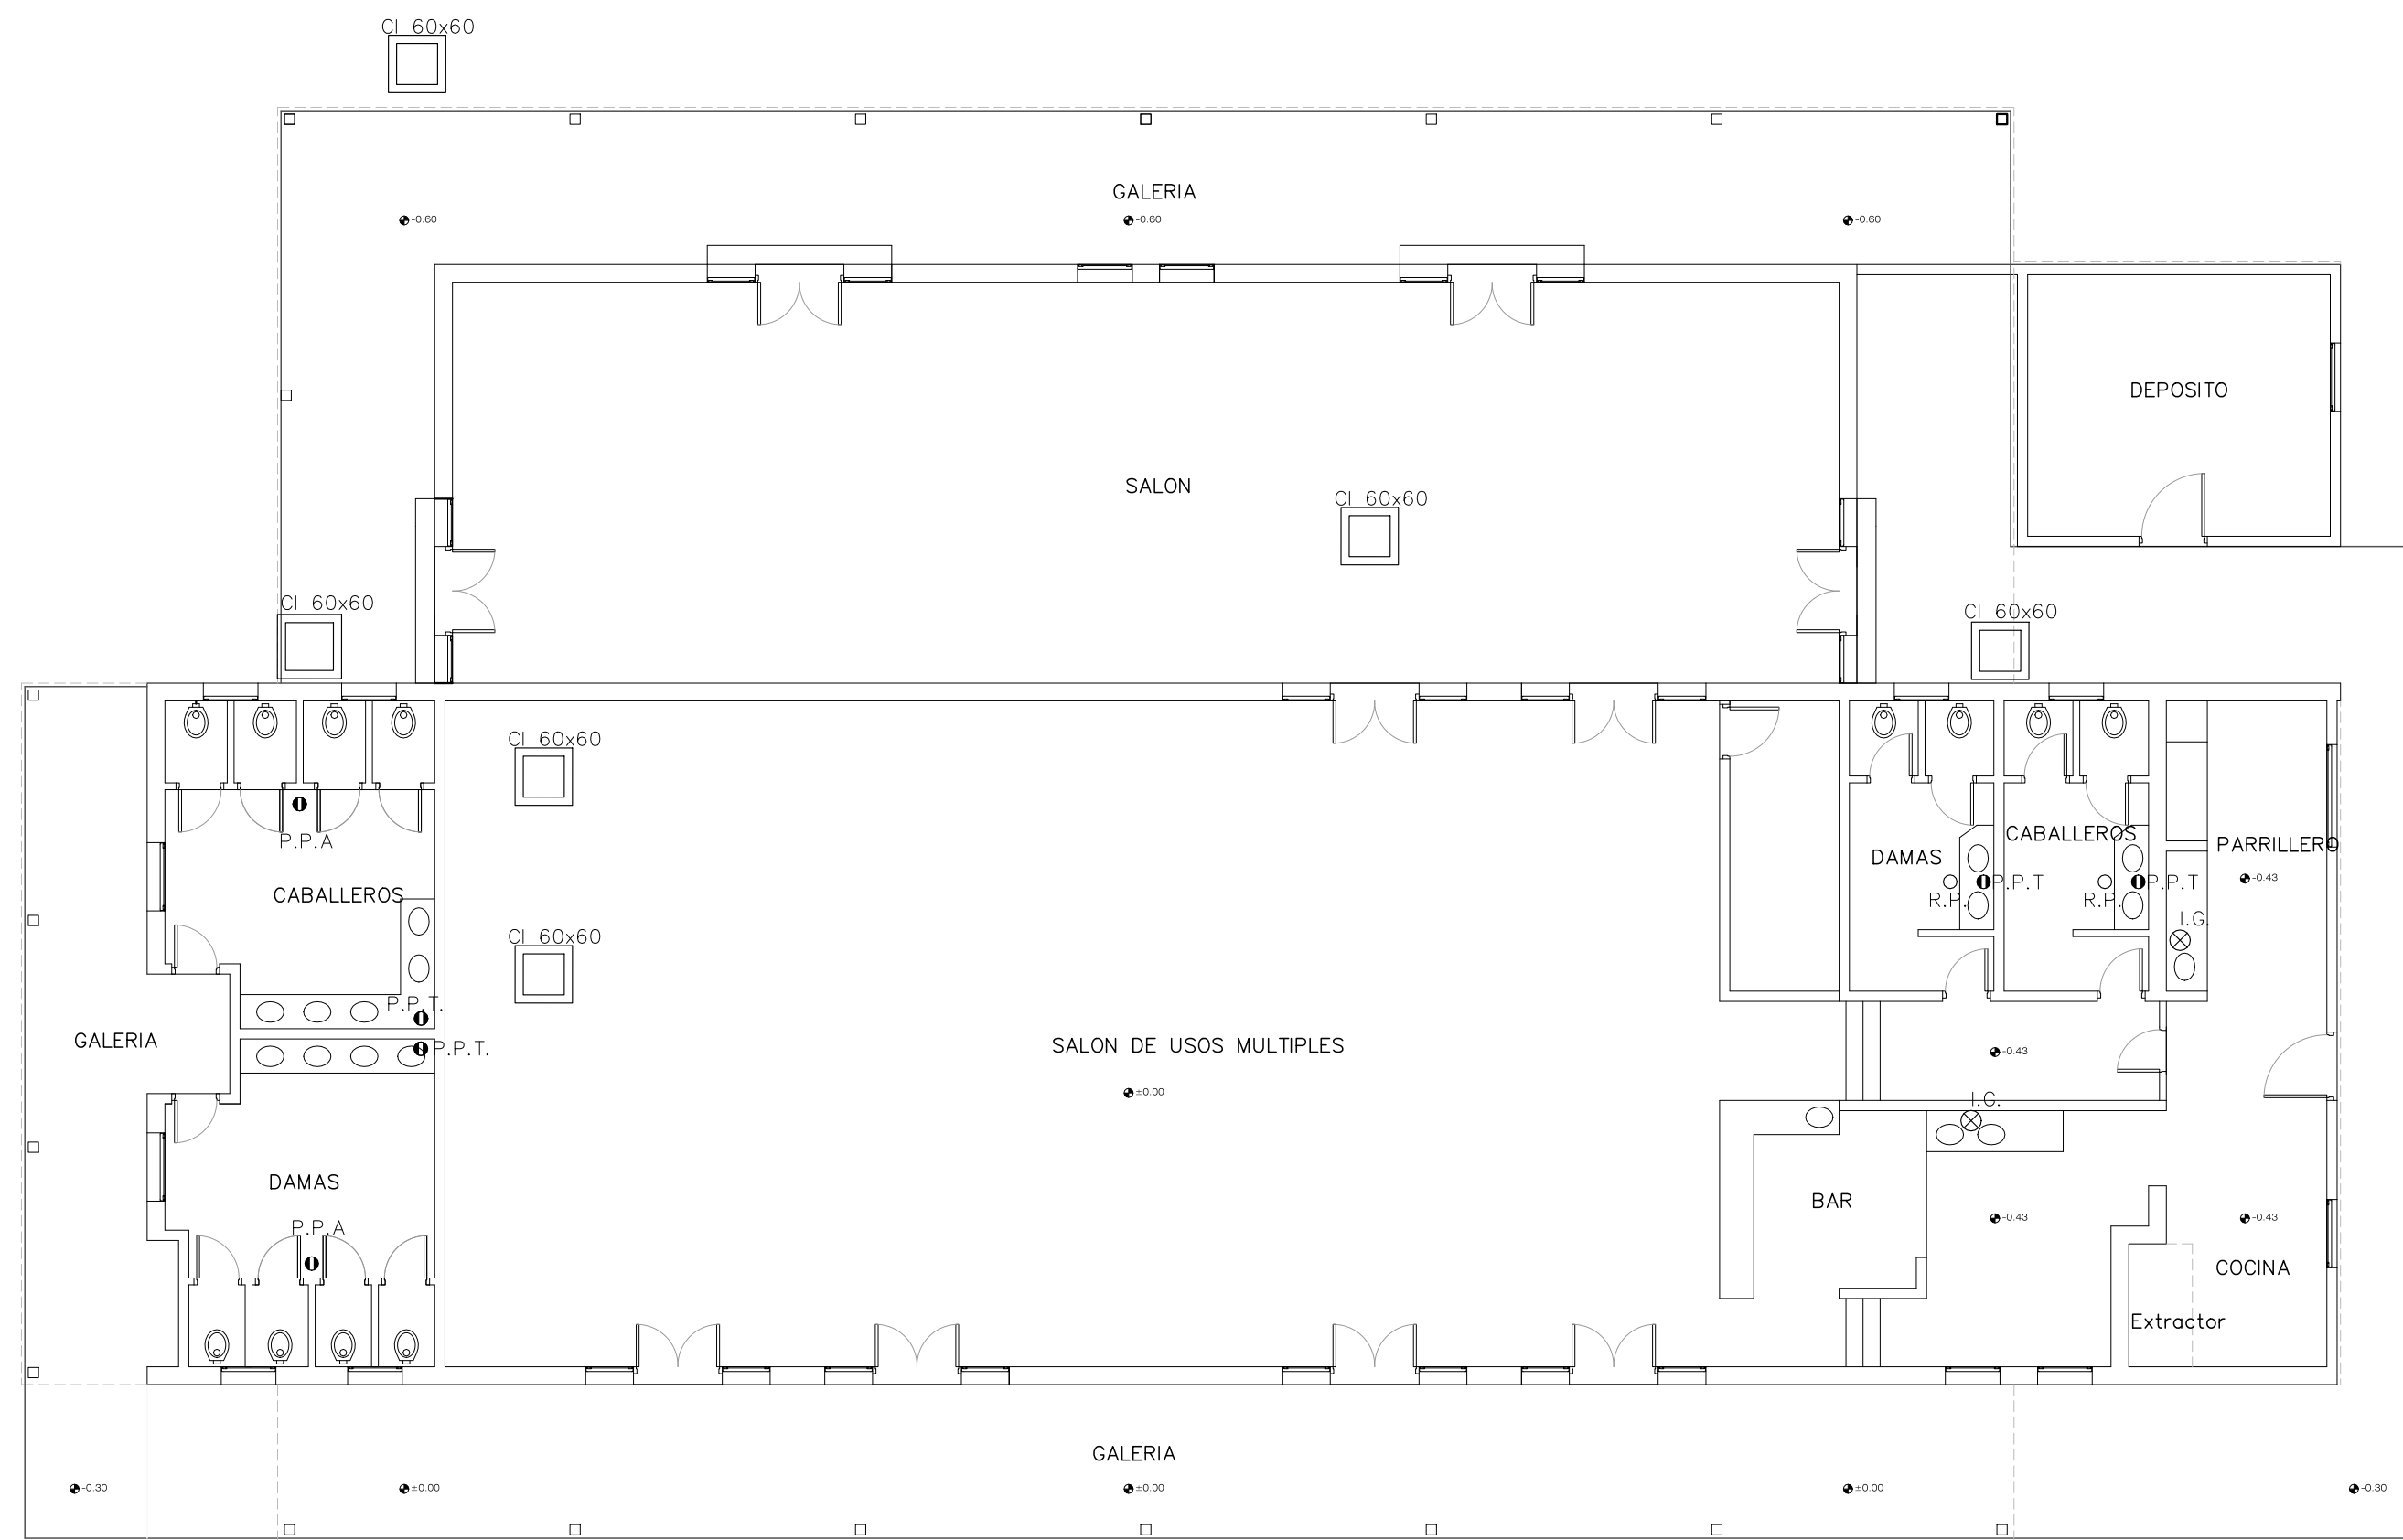 CI 60x60
GALERIA
-0.60
-0.60
-0.60
DEPOSITO
SALON
CI 60x60
CI 60x60
CI 60x60
CI 60x60
P.P.A
CABALLEROS
PARRILLERO
DAMAS
-0.43
P.P.T
P.P.T
CABALLEROS
R.P.
R.P.
I.G.
CI 60x60
P.P.T.
GALERIA
P.P.T.
SALON DE USOS MULTIPLES
-0.43
±0.00
I.G.
DAMAS
BAR
-0.43
-0.43
P.P.A
COCINA
Extractor
GALERIA
-0.30
±0.00
±0.00
±0.00
-0.30